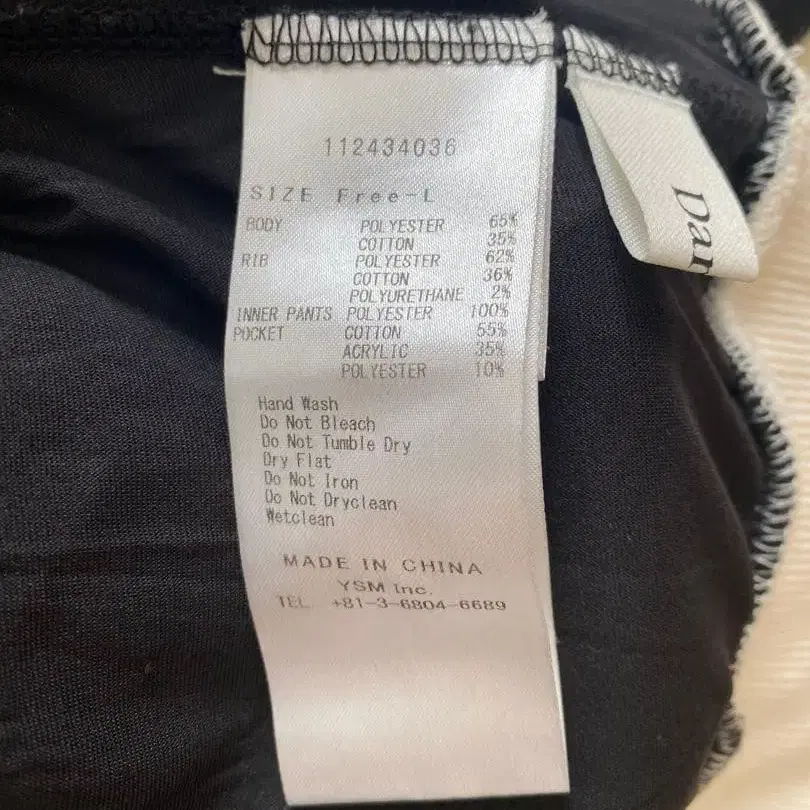 112434036
SIZE Free-L
BODY POLYESTER 65%
COTTON 35%
RIB POLYESTER 62%
COTTON 36%
POLYURETHANE 2%
INNER PANTS POLYESTER 100%
POCKET COTTON 55%
ACRYLIC 35%
POLYESTER 10%
Hand Wash
Do Not Bleach
Do Not Tumble Dry
Dry Flat
Do Not Iron
Do Not Dryclean
Wetclean
MADE IN CHINA
YSM Inc.
TEL +81-3-6804-6689